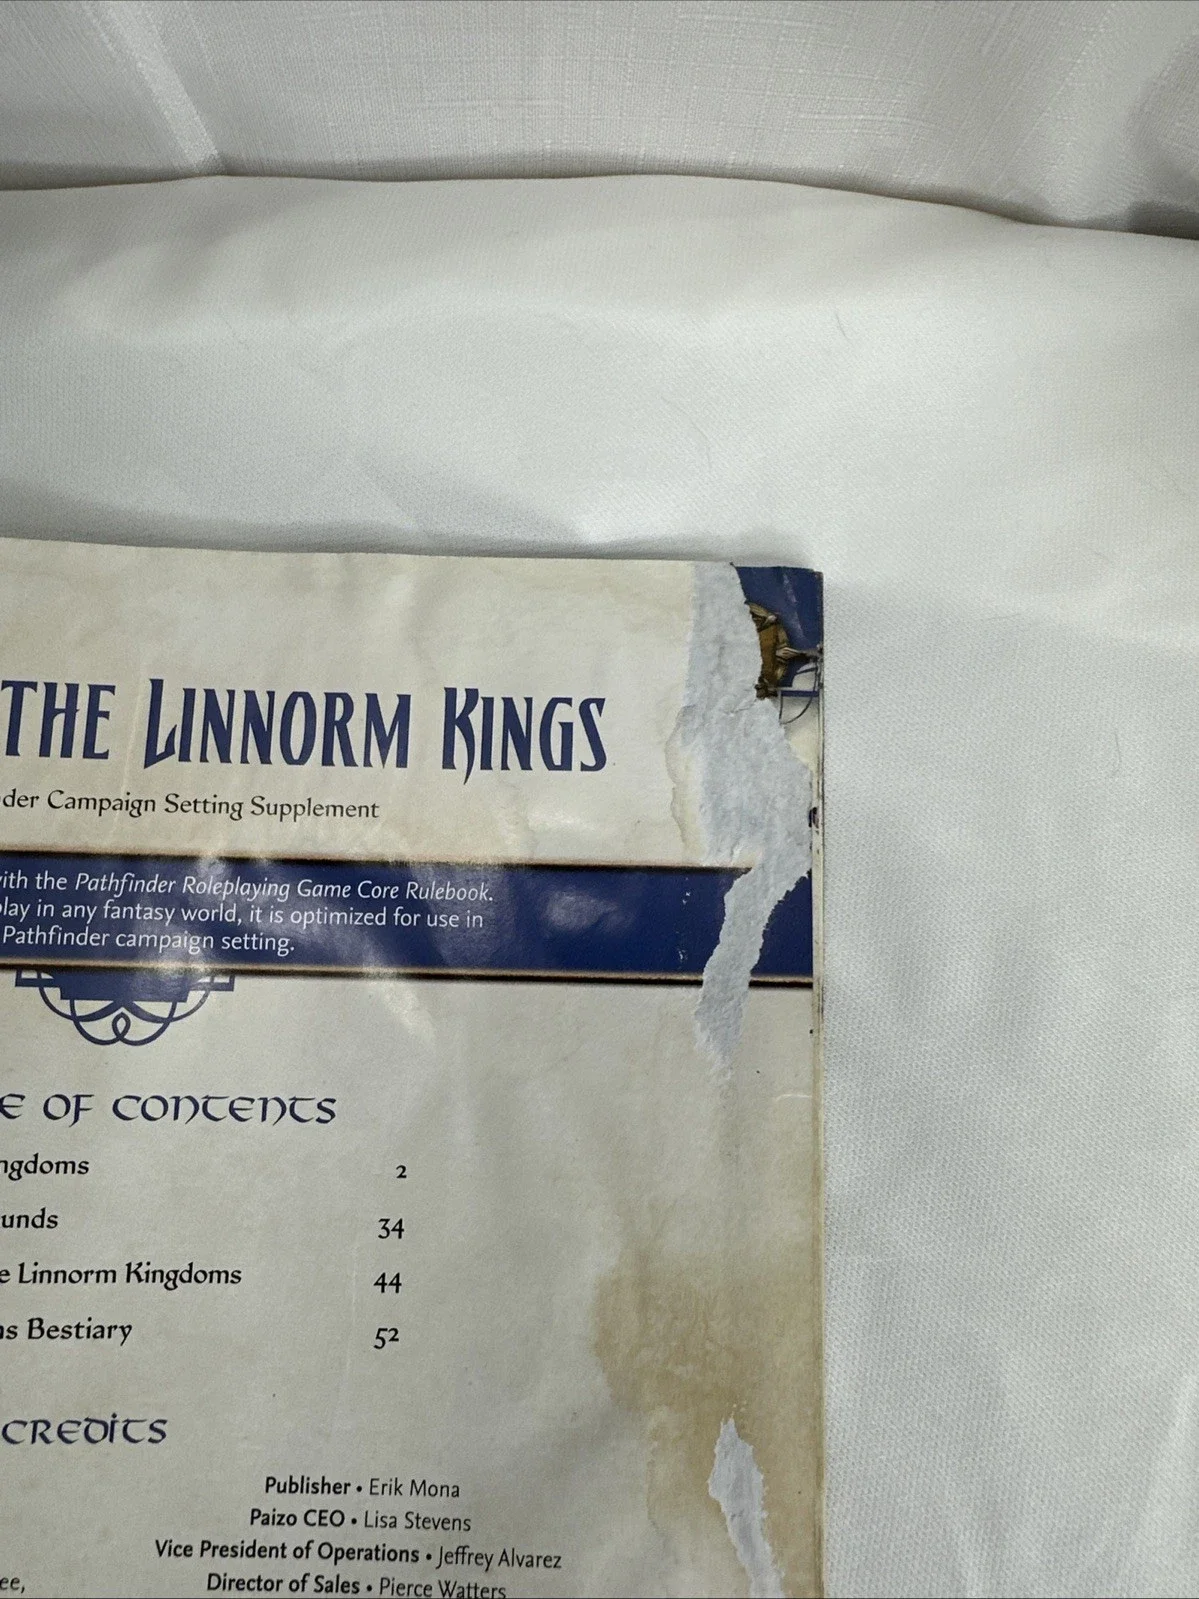 THE LINNORM KINGS
der Campaign Setting Supplement
ith the Pathfinder Roleplaying Game Core Rulebook.
lay in any fantasy world, it is optimized for use in
Pathfinder campaign setting.
E OF CONTENTS
ngdoms 2
unds 34
e Linnorm Kingdoms 44
ns Bestiary 52
CREDITS
Publisher • Erik Mona
Paizo CEO • Lisa Stevens
Vice President of Operations • Jeffrey Alvarez
ee, Director of Sales • Pierce Watters